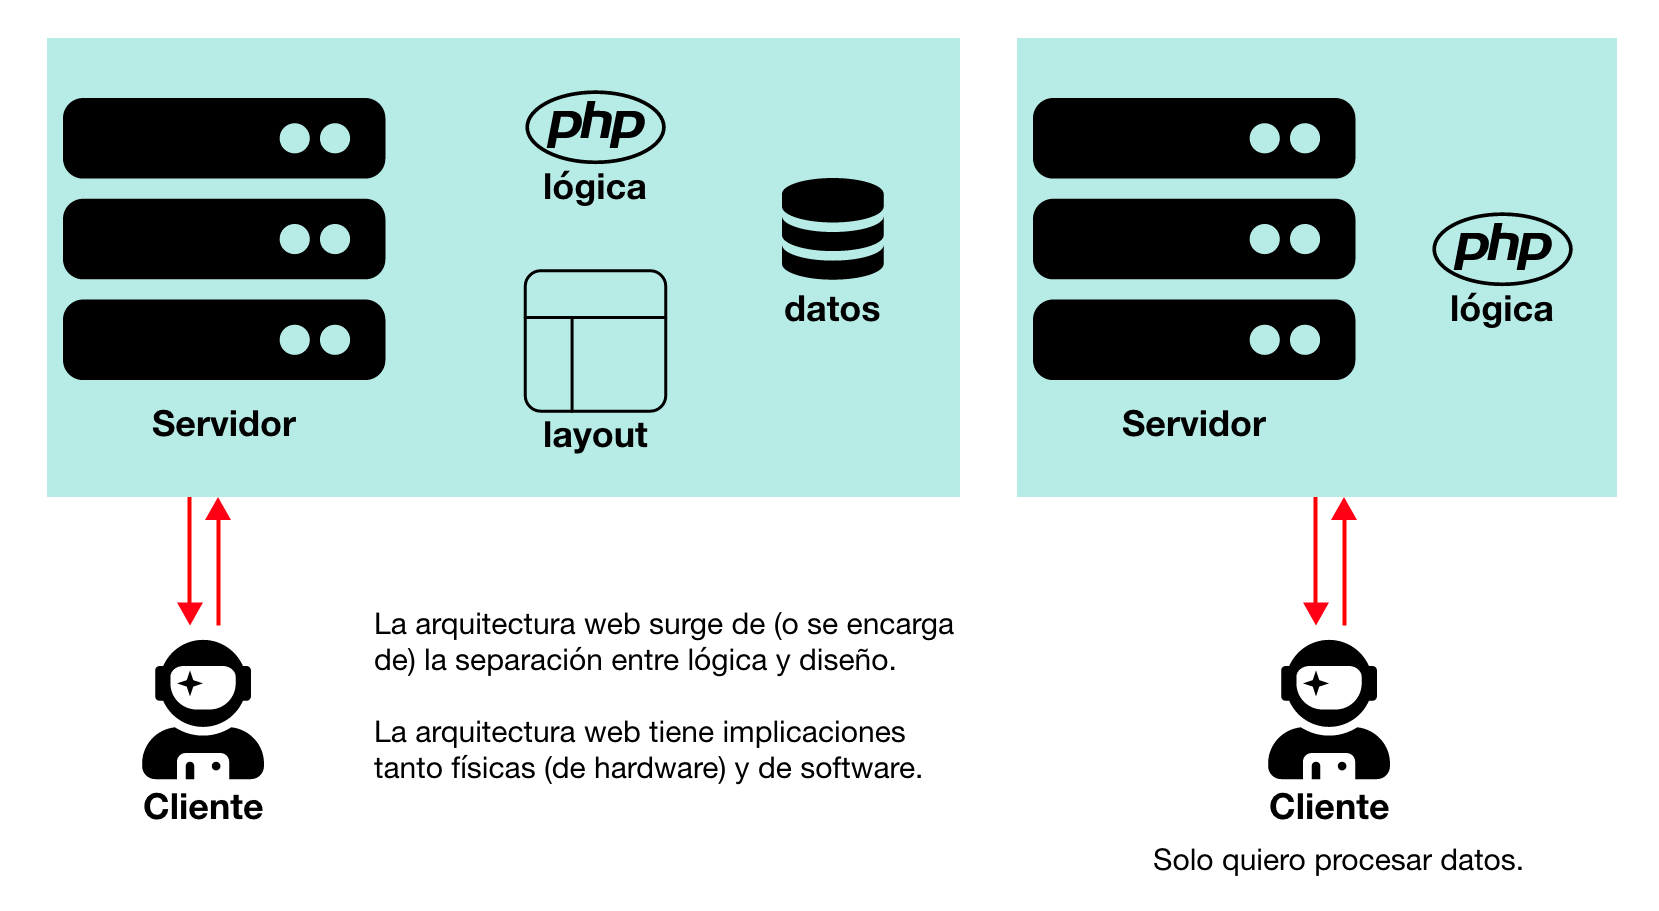 php
lógica
datos
layout
Servidor
Cliente
La arquitectura web surge de (o se encarga
de) la separación entre lógica y diseño.
La arquitectura web tiene implicaciones
tanto físicas (de hardware) y de software.
php
lógica
Servidor
Cliente
Solo quiero procesar datos.